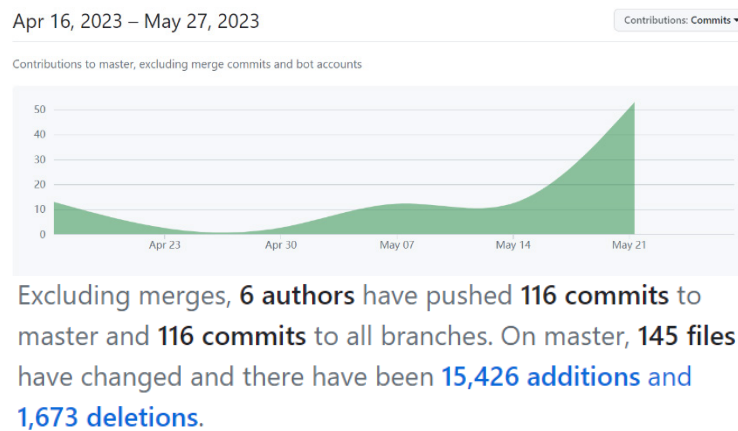 Apr 16, 2023 – May 27, 2023
Contributions: Commits
Contributions to master, excluding merge commits and bot accounts
50
40
30
20
10
0
Apr 23
Apr 30
May 07
May 14
May 21
Excluding merges, 6 authors have pushed 116 commits to
master and 116 commits to all branches. On master, 145 files
have changed and there have been 15,426 additions and
1,673 deletions.